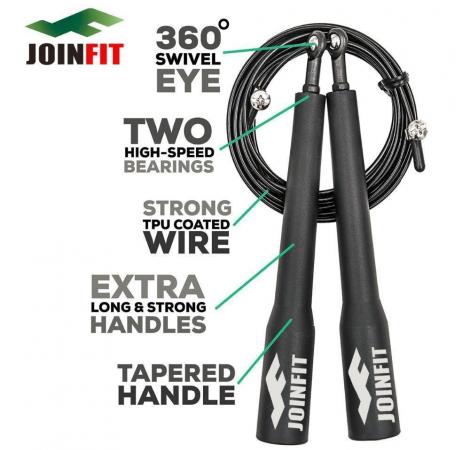 JOINFIT
360°
SWIVEL
EYE
TWO
HIGH-SPEED
BEARINGS
STRONG
TPU COATED
WIRE
EXTRA
LONG & STRONG
HANDLES
TAPERED
HANDLE
JOINFIT
JOINFIT